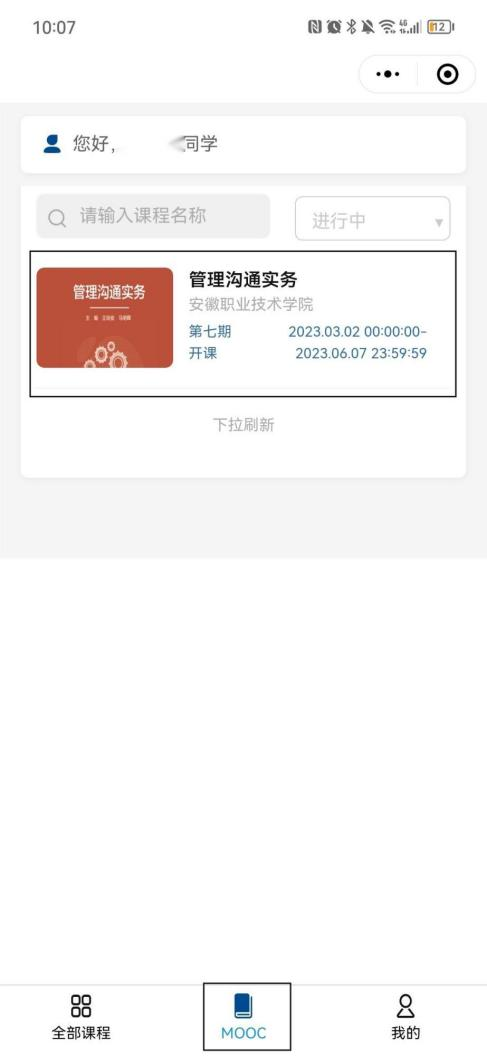 10:07
4G
12
您好,
同学
请输入课程名称
进行中
管理沟通实务
管理沟通实务
安徽职业技术学院
第七期
2023.03.02 00:00:00-
开课
2023.06.07 23:59:59
下拉刷新
全部课程
MOOC
我的